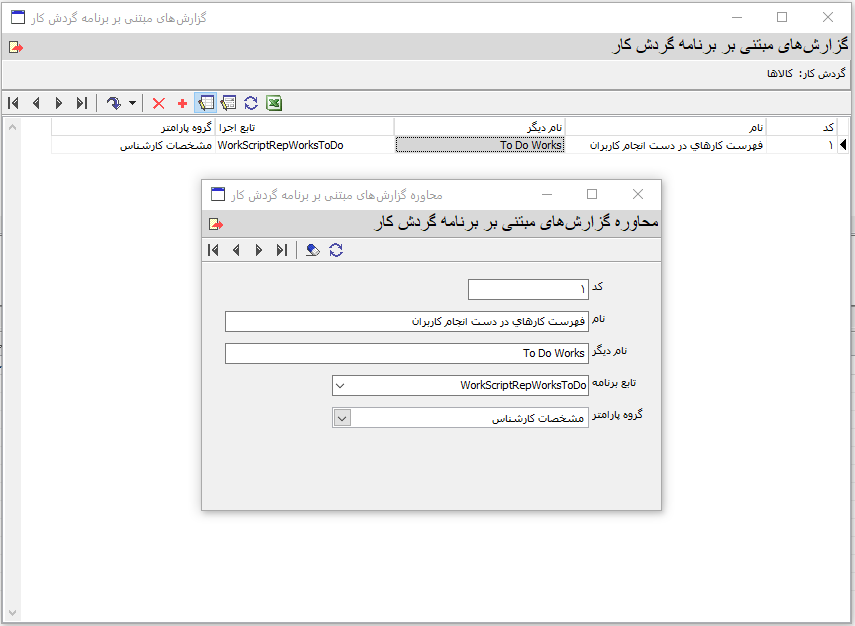 گزارش‌های مبتنی بر برنامه گردش کار
گزارش‌های مبتنی بر برنامه گردش کار
گردش کار: کالاها
کد نام نام دیگر تابع اجرا گروه پارامتر
۱ فهرست کارهاي در دست انجام کاربران To Do Works WorkScriptRepWorksToDo مشخصات کارشناس
محاوره گزارش‌های مبتنی بر برنامه گردش کار
محاوره گزارش‌های مبتنی بر برنامه گردش کار
کد ۱
نام فهرست کارهاي در دست انجام کاربران
نام دیگر To Do Works
تابع برنامه WorkScriptRepWorksToDo
گروه پارامتر مشخصات کارشناس